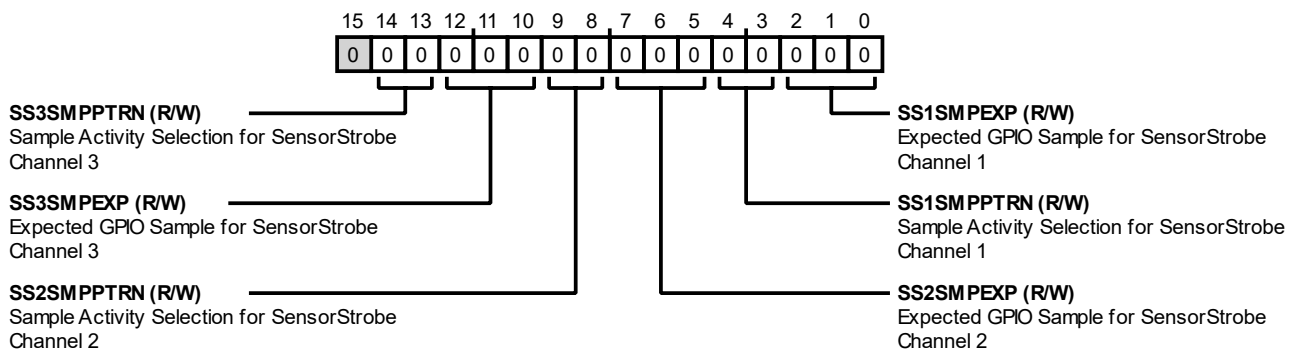 15 14 13 12 11 10 9 8 7 6 5 4 3 2 1 0
0 0 0 0 0 0 0 0 0 0 0 0 0 0 0 0
SS3SMPPTRN (R/W)
Sample Activity Selection for SensorStrobe
Channel 3
SS3SMPEXP (R/W)
Expected GPIO Sample for SensorStrobe
Channel 3
SS2SMPPTRN (R/W)
Sample Activity Selection for SensorStrobe
Channel 2
SS1SMPEXP (R/W)
Expected GPIO Sample for SensorStrobe
Channel 1
SS1SMPPTRN (R/W)
Sample Activity Selection for SensorStrobe
Channel 1
SS2SMPEXP (R/W)
Expected GPIO Sample for SensorStrobe
Channel 2